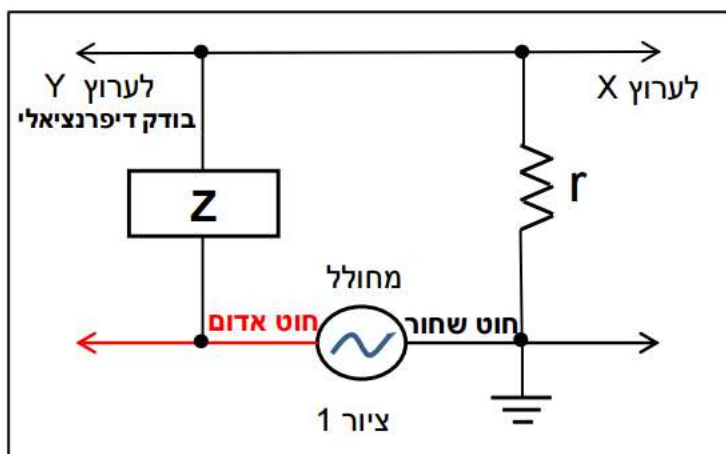 לערוץ Y
בודק דיפרנציאלי
לערוץ X
Z
r
מחולל
חוט אדום
חוט שחור
ציור 1